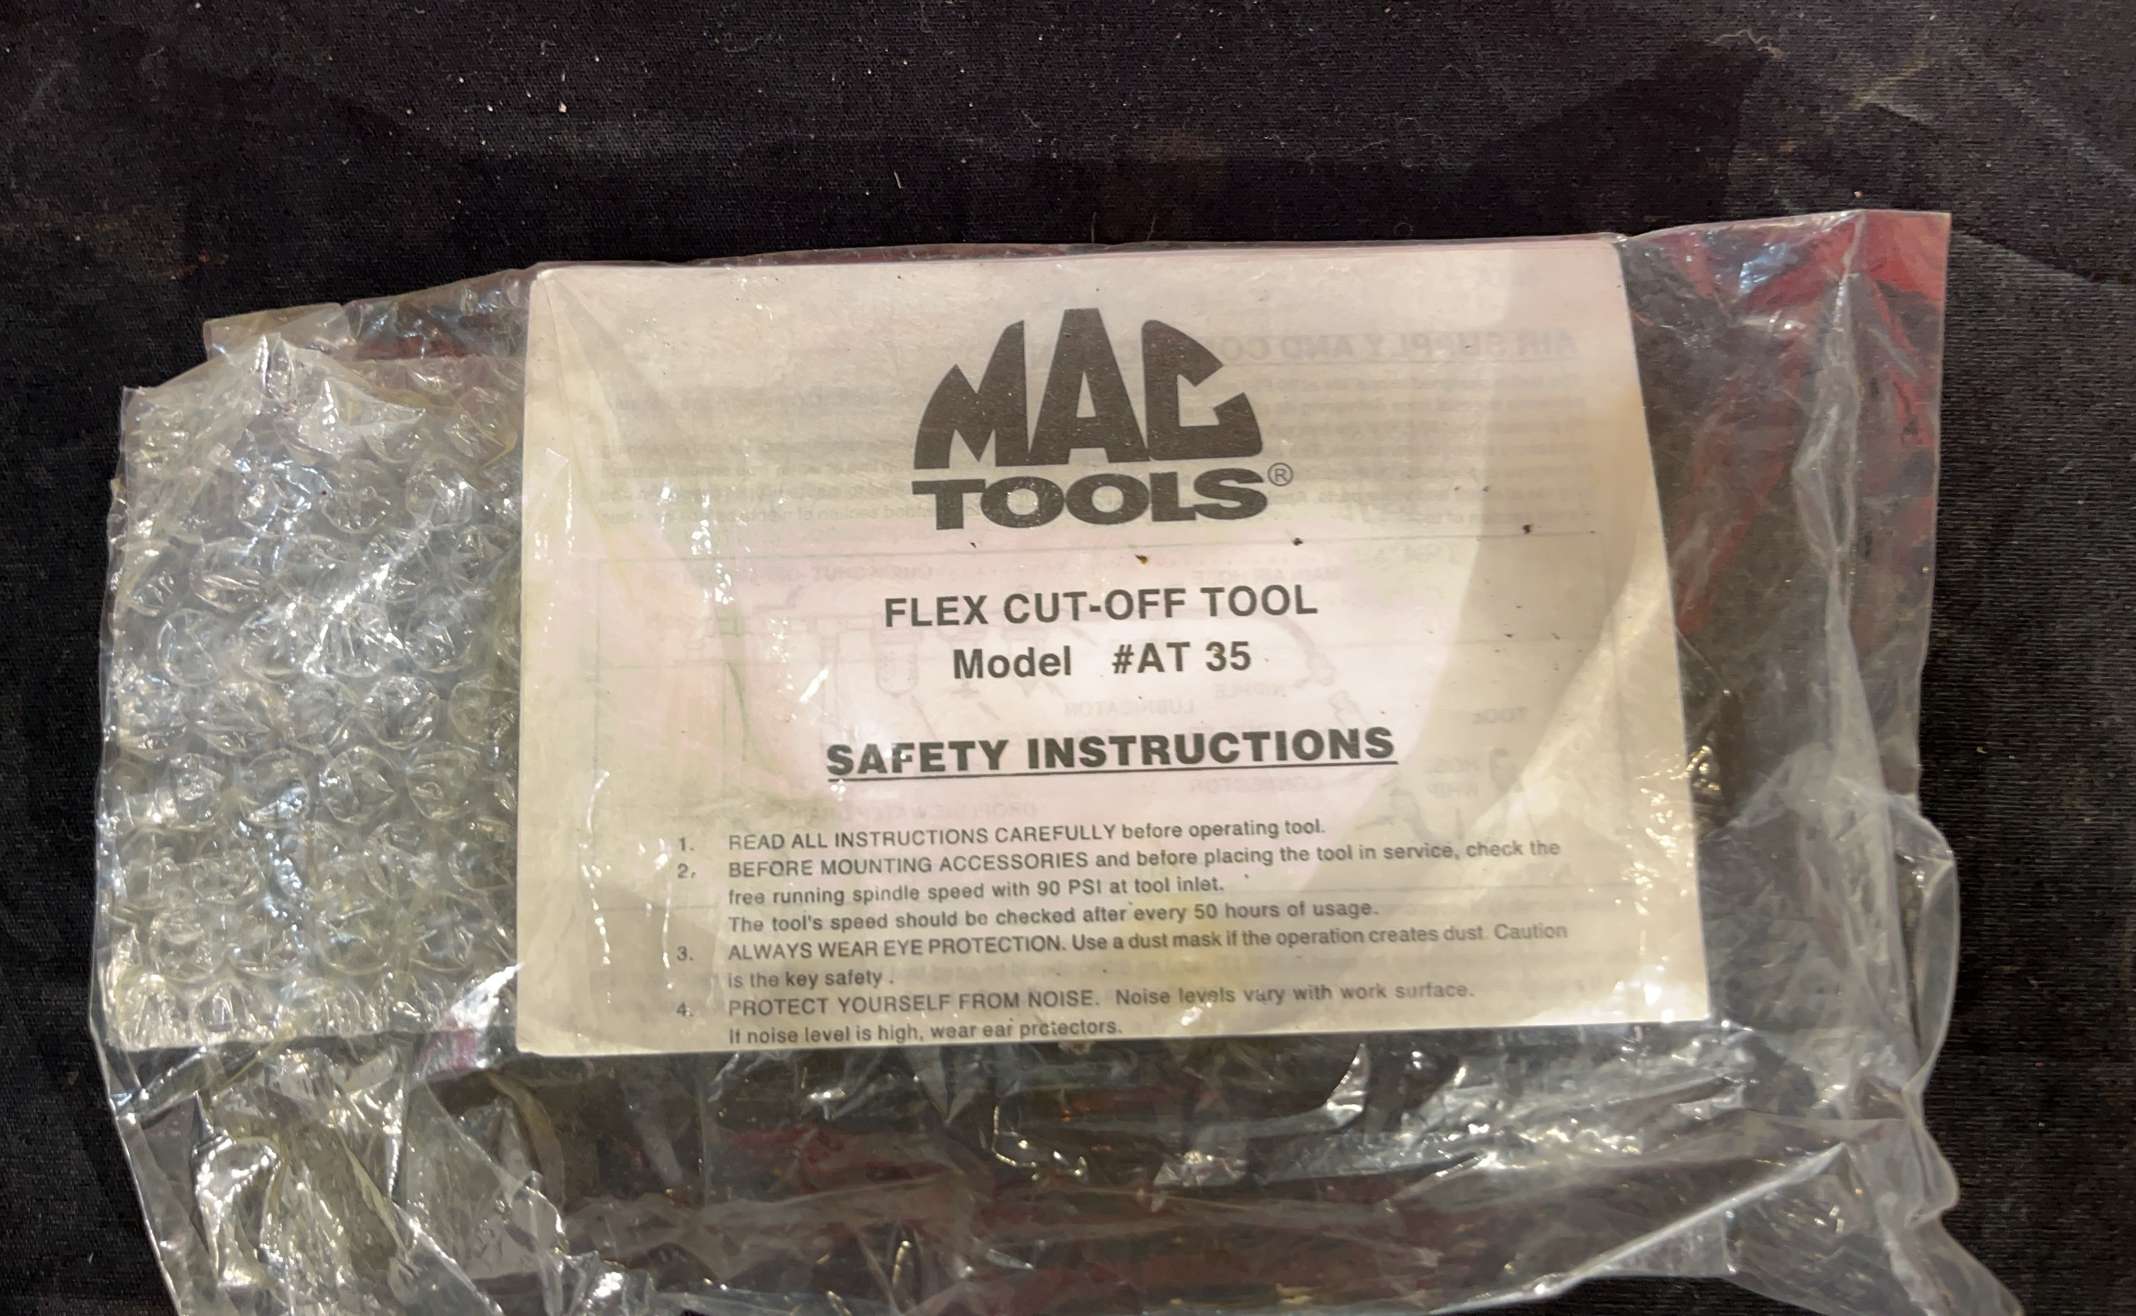 MAC
TOOLS®
FLEX CUT-OFF TOOL
Model #AT 35
SAFETY INSTRUCTIONS
1. READ ALL INSTRUCTIONS CAREFULLY before operating tool.
2. BEFORE MOUNTING ACCESSORIES and before placing the tool in service, check the
free running spindle speed with 90 PSI at tool inlet.
The tool's speed should be checked after every 50 hours of usage.
3. ALWAYS WEAR EYE PROTECTION. Use a dust mask if the operation creates dust. Caution
is the key safety .
4. PROTECT YOURSELF FROM NOISE. Noise levels vary with work surface.
If noise level is high, wear ear protectors.